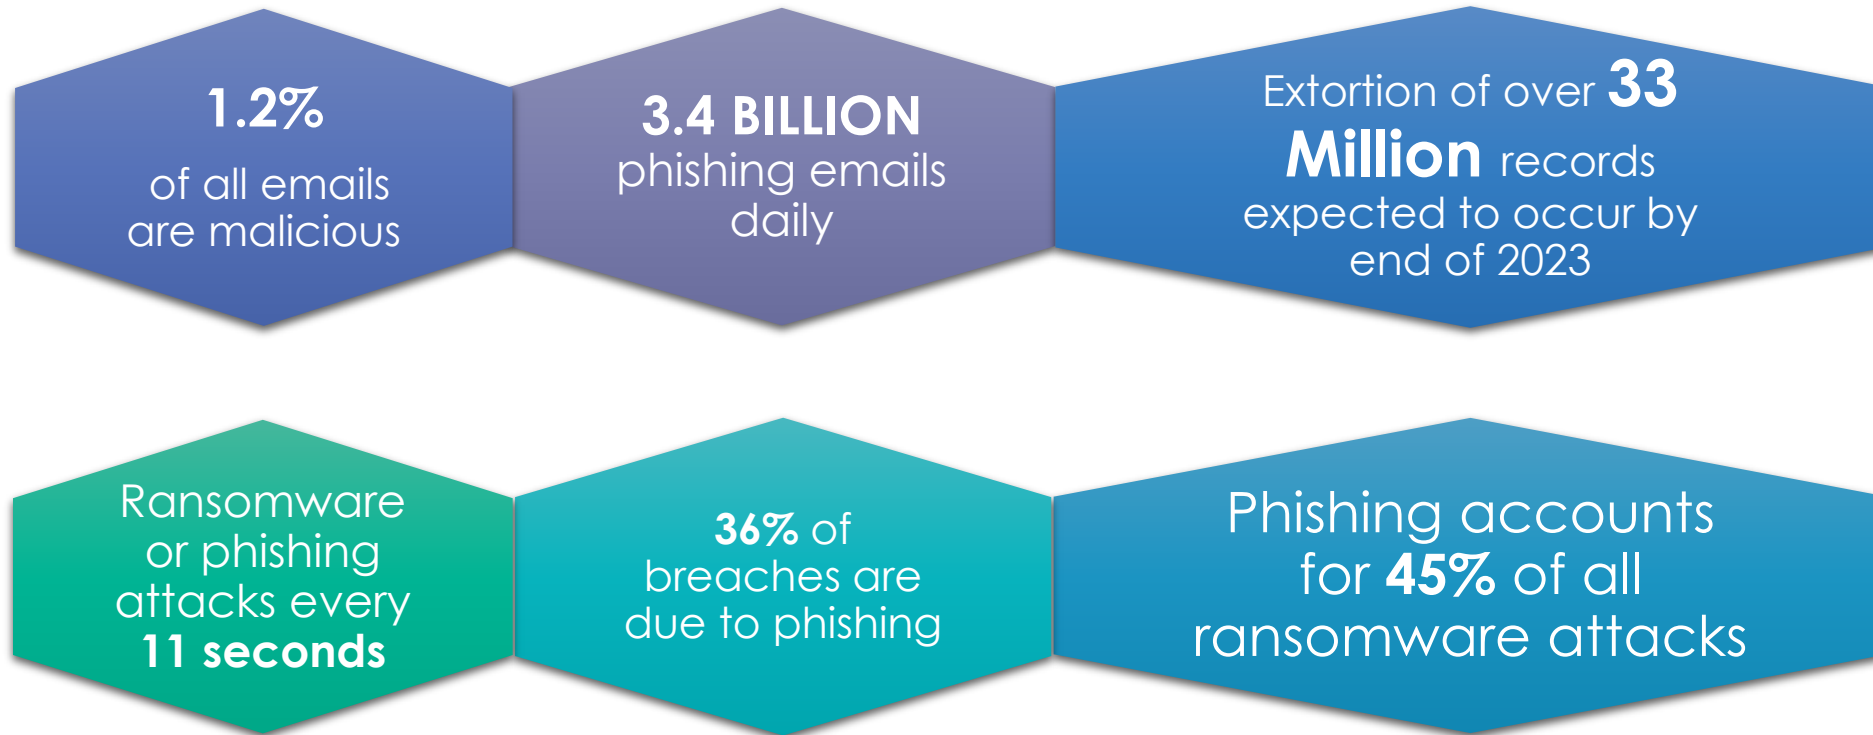 1.2%
of all emails
are malicious
3.4 BILLION
phishing emails
daily
Extortion of over 33
Million records
expected to occur by
end of 2023
Ransomware
or phishing
attacks every
11 seconds
36% of
breaches are
due to phishing
Phishing accounts
for 45% of all
ransomware attacks